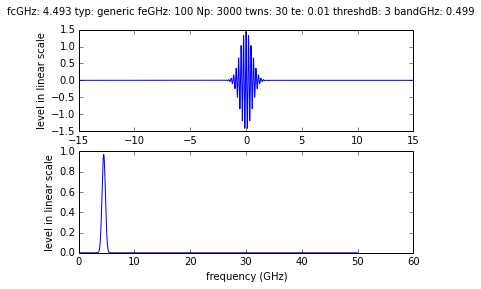 fcGHz: 4.493 typ: generic feGHz: 100 Np: 3000 twns: 30 te: 0.01 threshdB: 3 bandGHz: 0.499
level in linear scale
1.5
1.0
0.5
0.0
−0.5
−1.0
−1.5
−15 −10 −5 0 5 10 15
level in linear scale
1.0
0.8
0.6
0.4
0.2
0.0
0 10 20 30 40 50 60
frequency (GHz)